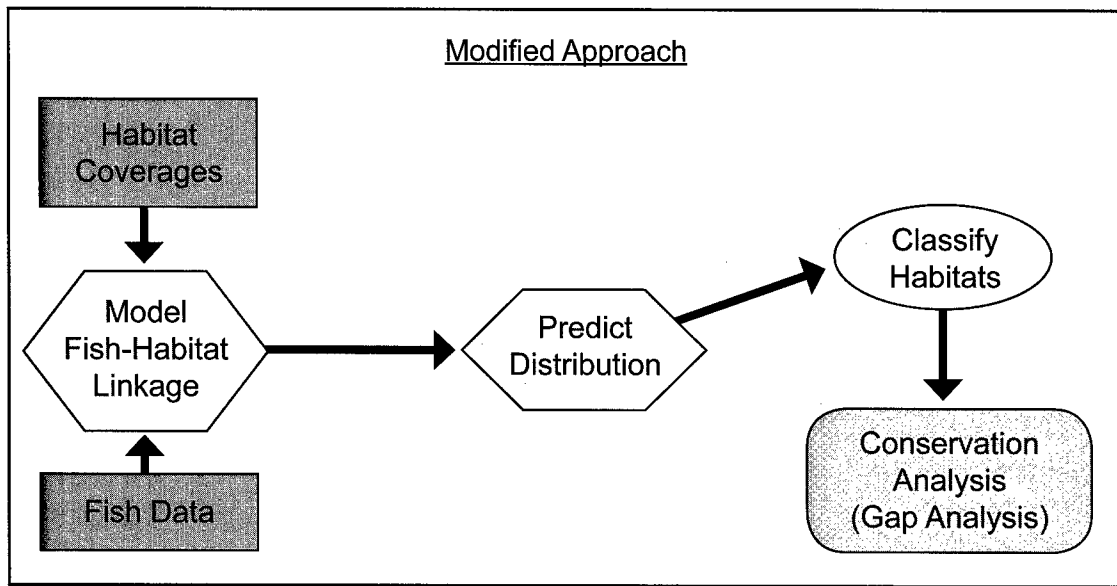 Modified Approach
Habitat
Coverages
Model
Fish-Habitat
Linkage
Fish Data
Predict
Distribution
Classify
Habitats
Conservation
Analysis
(Gap Analysis)